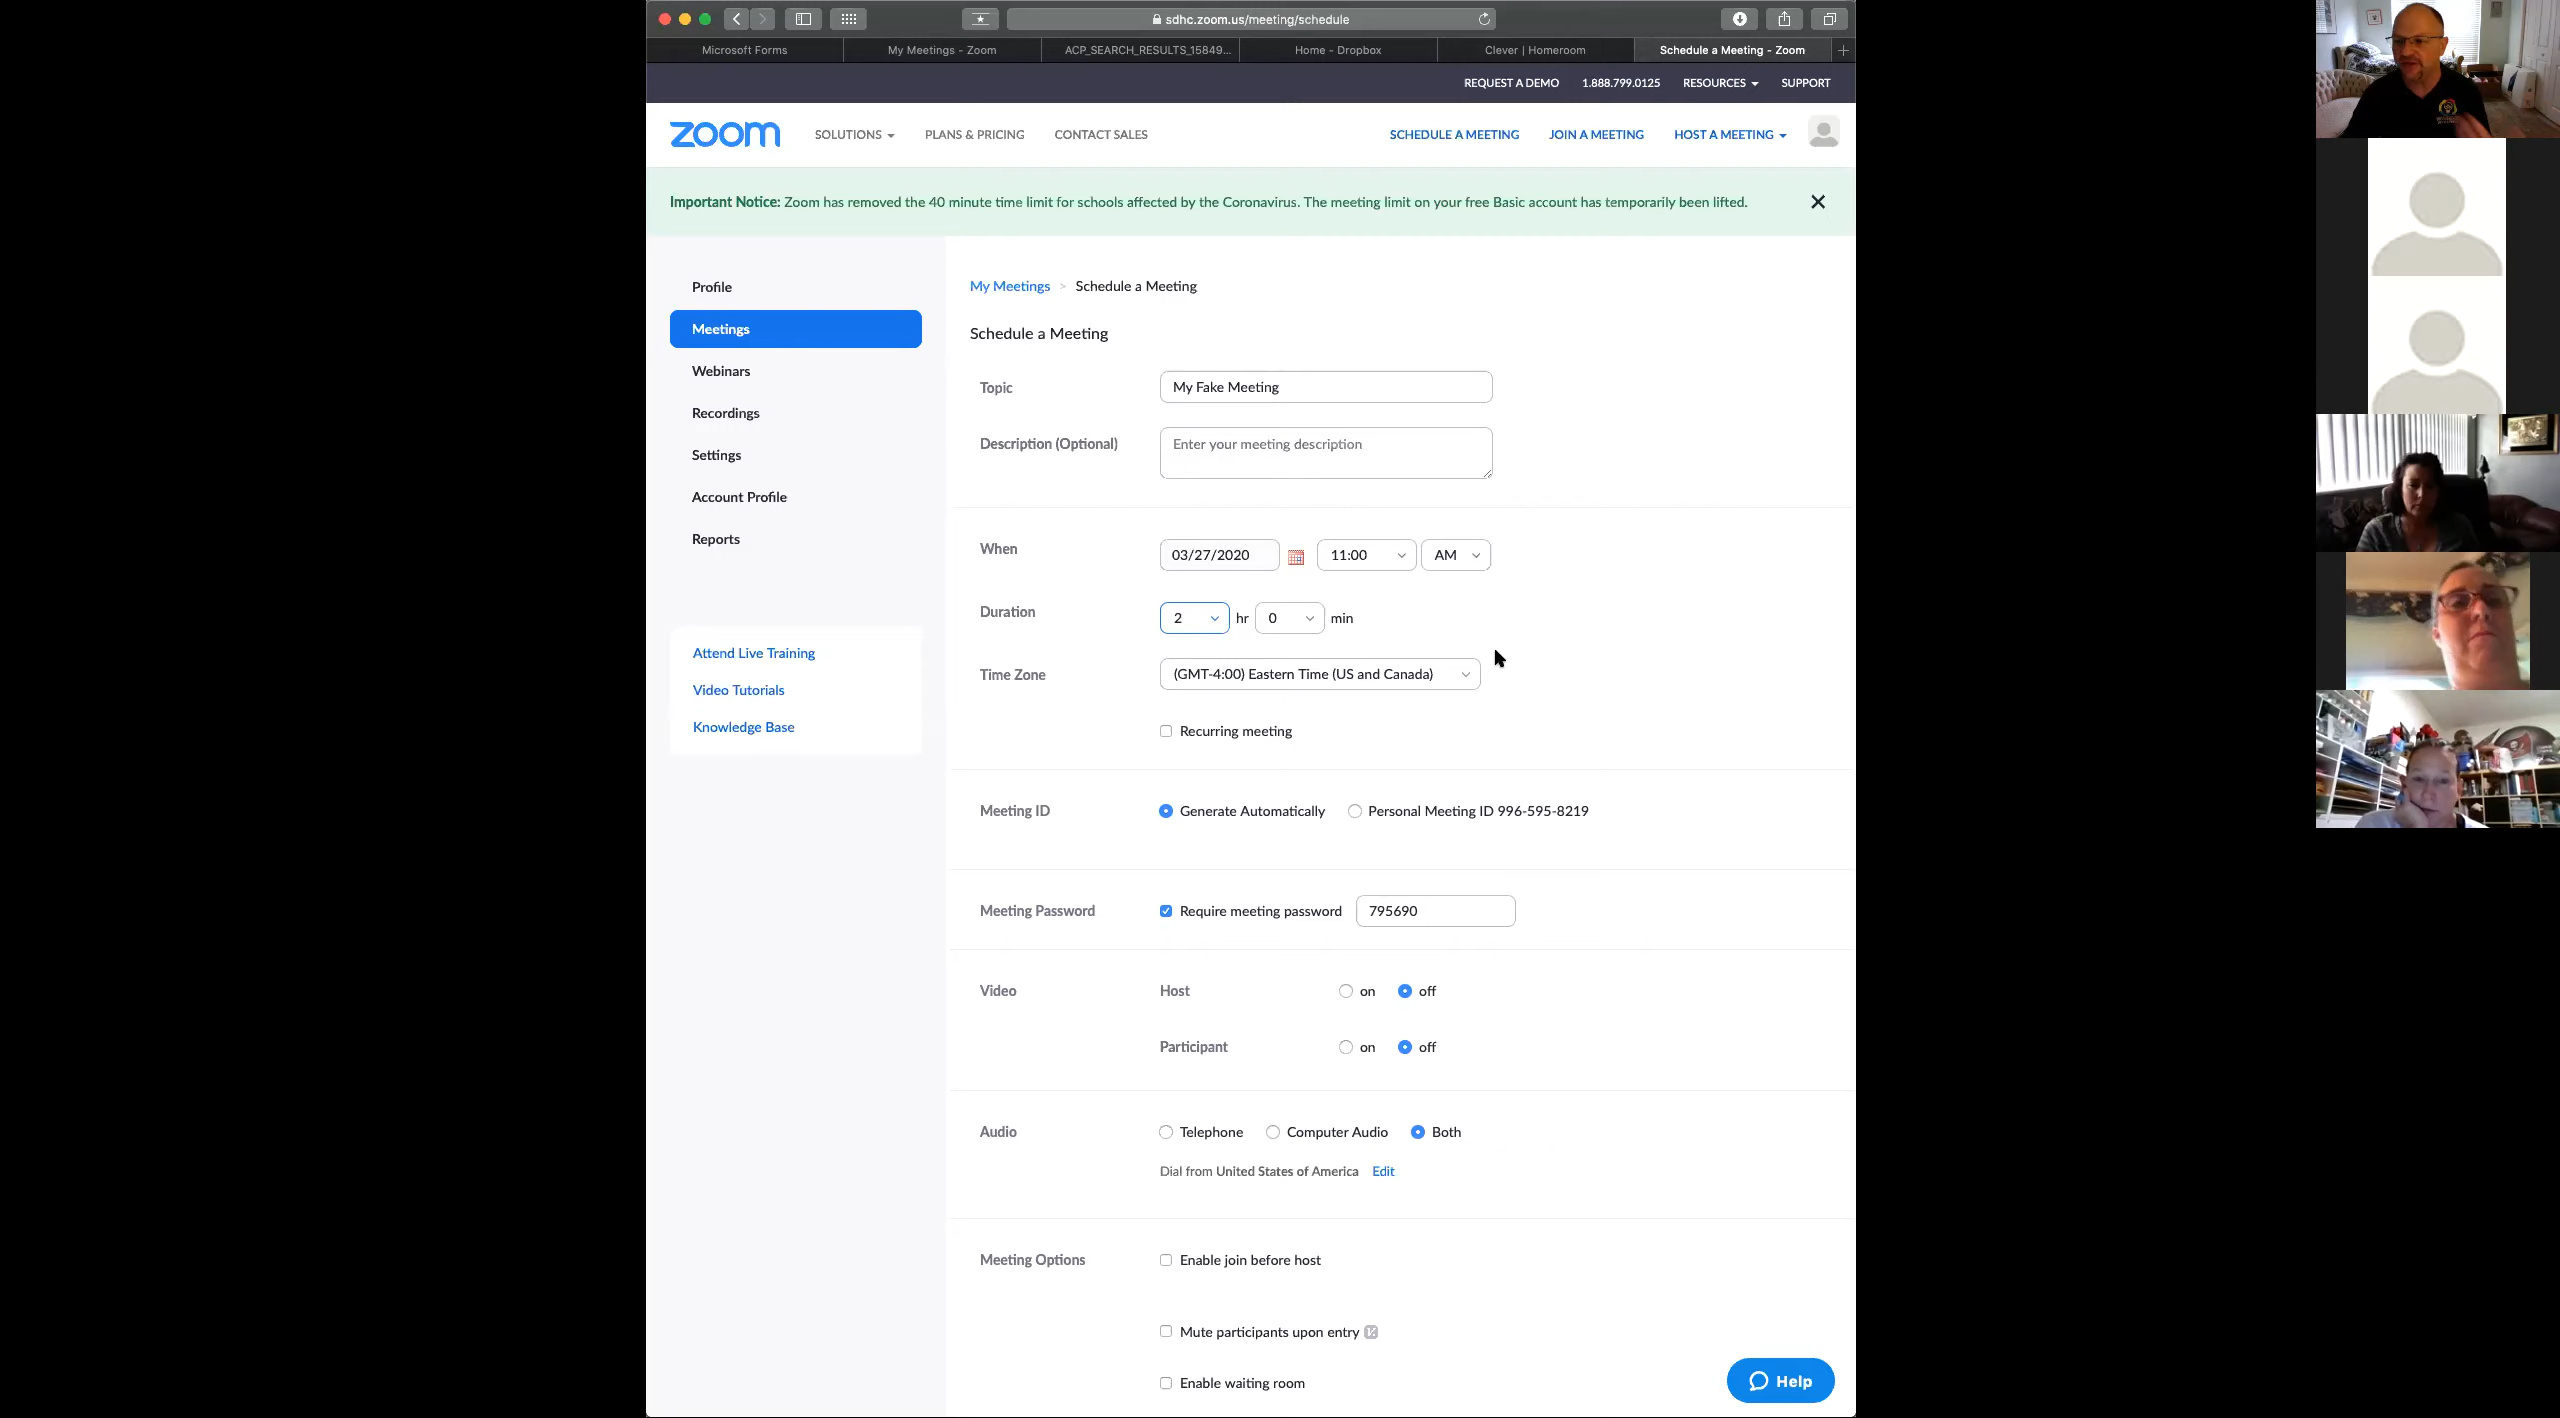 sdhc.zoom.us/meeting/schedule
Microsoft Forms
My Meetings - Zoom
ACP_SEARCH_RESULTS_15849...
Home - Dropbox
Clever | Homeroom
Schedule a Meeting - Zoom
REQUEST A DEMO 1.888.799.0125 RESOURCES SUPPORT
zoom SOLUTIONS PLANS & PRICING CONTACT SALES SCHEDULE A MEETING JOIN A MEETING HOST A MEETING
Important Notice: Zoom has removed the 40 minute time limit for schools affected by the Coronavirus. The meeting limit on your free Basic account has temporarily been lifted.
Profile
Meetings
Webinars
Recordings
Settings
Account Profile
Reports
Attend Live Training
Video Tutorials
Knowledge Base
My Meetings > Schedule a Meeting
Schedule a Meeting
Topic My Fake Meeting
Description (Optional) Enter your meeting description
When 03/27/2020 11:00 AM
Duration 2 hr 0 min
Time Zone (GMT-4:00) Eastern Time (US and Canada)
Recurring meeting
Meeting ID Generate Automatically Personal Meeting ID 996-595-8219
Meeting Password Require meeting password 795690
Video Host on off
Participant on off
Audio Telephone Computer Audio Both
Dial from United States of America Edit
Meeting Options Enable join before host
Mute participants upon entry
Enable waiting room
Help